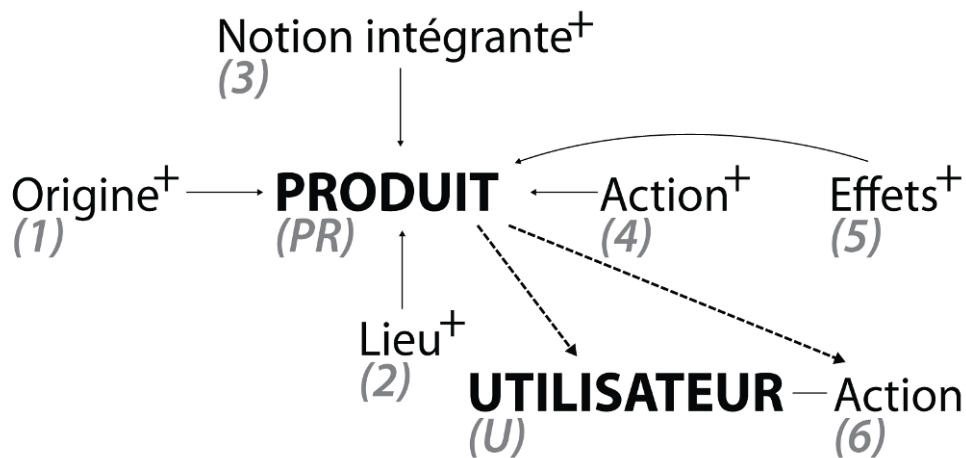 Notion intégrante+
(3)
Origine+
(1)
PRODUIT
(PR)
Action+
(4)
Effets+
(5)
Lieu+
(2)
UTILISATEUR
(U)
Action
(6)